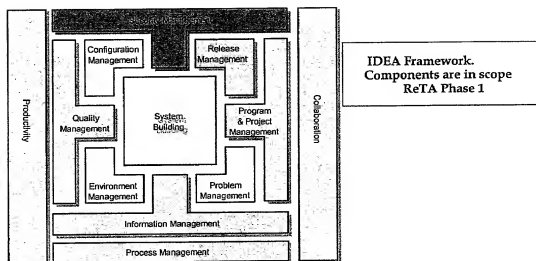 Configuration
Management
Release
Management
IDEA Framework.
Components are in scope
ReTA Phase 1
Productivity
Quality
Management
System
Building
Program
& Project
Management
Collaboration
Environment
Management
Problem
Management
Information Management
Process Management